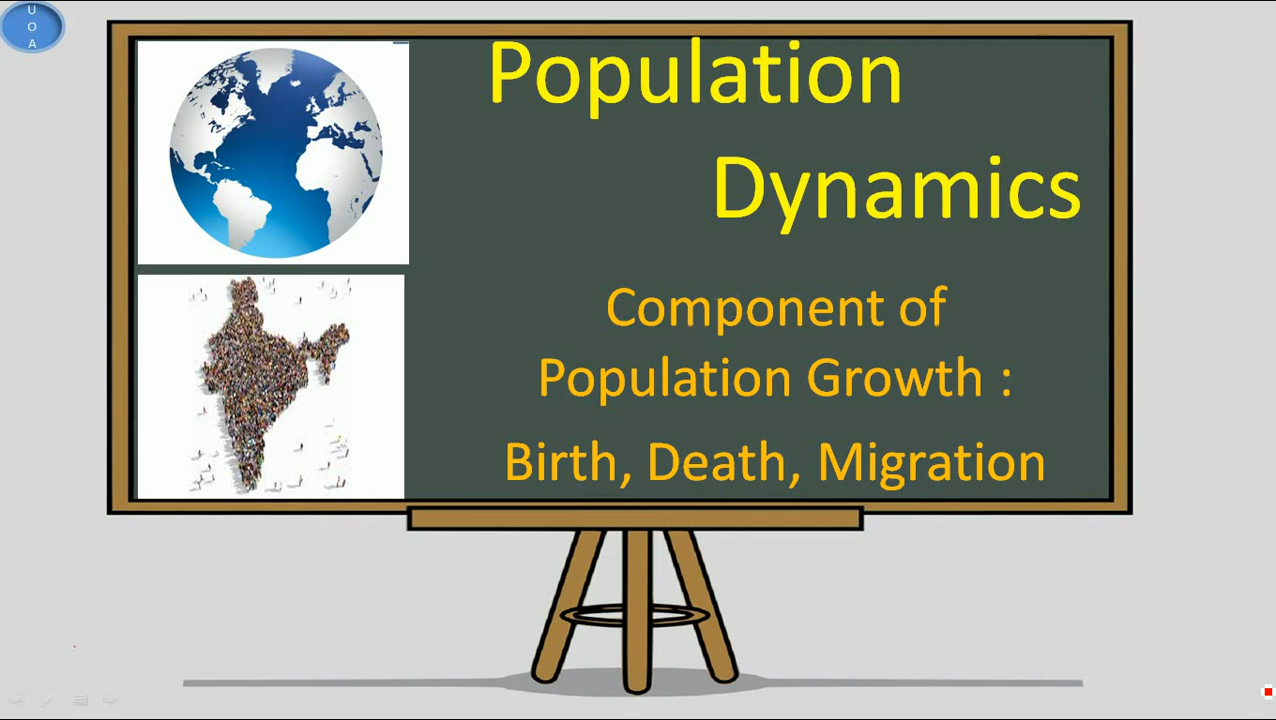 U
O
A
Population
Dynamics
Component of
Population Growth :
Birth, Death, Migration